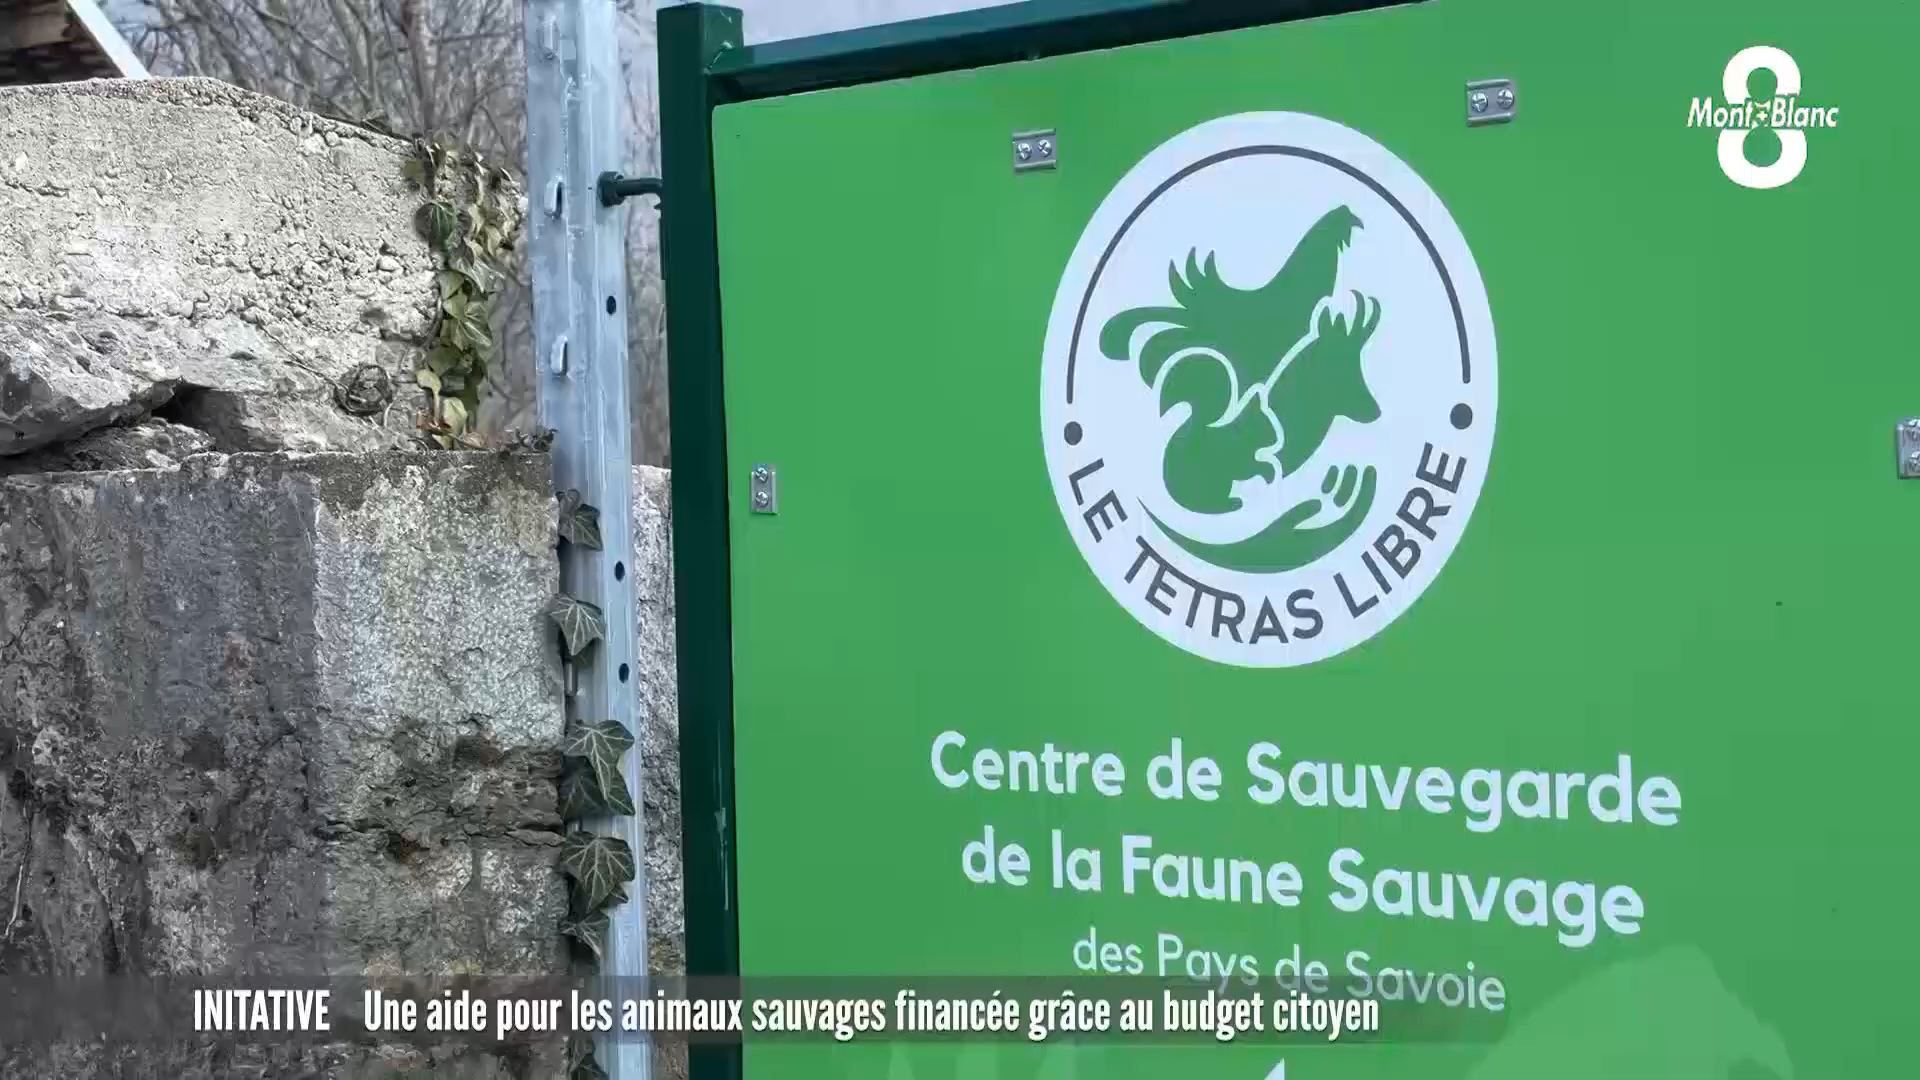 8
Mont Blanc
• LE TETRAS LIBRE •
Centre de Sauvegarde
de la Faune Sauvage
des Pays de Savoie
INITATIVE Une aide pour les animaux sauvages financée grâce au budget citoyen